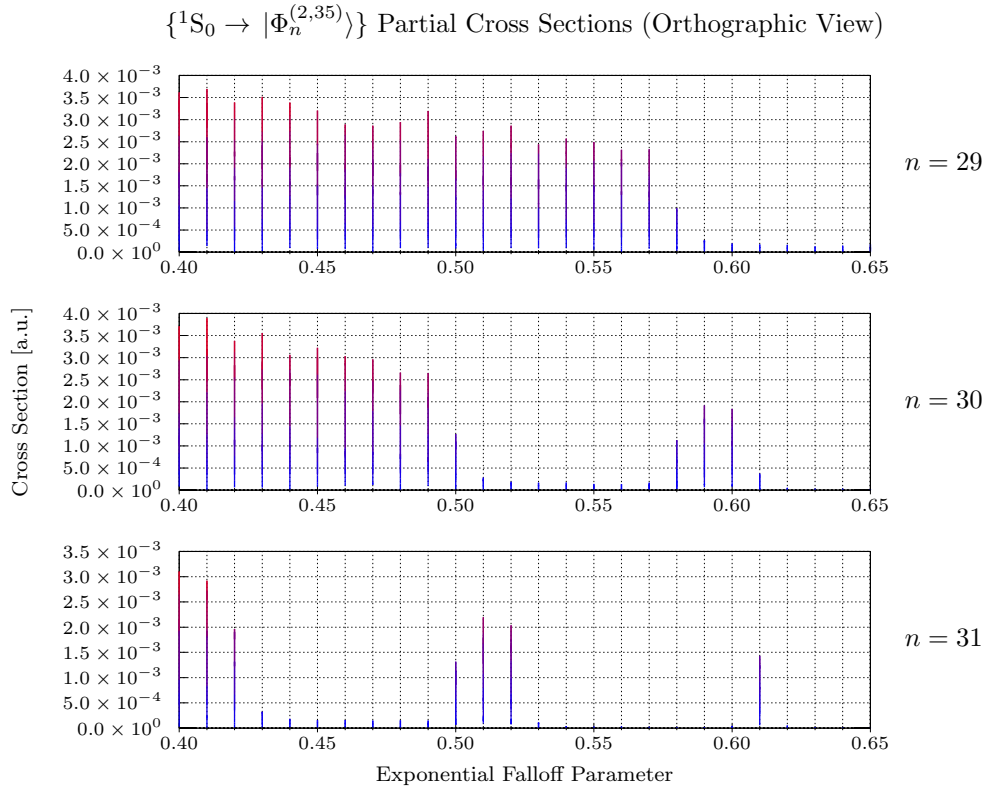 {¹S₀ → |Φₙ^(2,35)⟩} Partial Cross Sections (Orthographic View)
4.0 × 10⁻³
3.5 × 10⁻³
3.0 × 10⁻³
2.5 × 10⁻³
2.0 × 10⁻³
1.5 × 10⁻³
1.0 × 10⁻³
5.0 × 10⁻⁴
0.0 × 10⁰
0.40 0.45 0.50 0.55 0.60 0.65
n = 29
4.0 × 10⁻³
3.5 × 10⁻³
3.0 × 10⁻³
2.5 × 10⁻³
2.0 × 10⁻³
1.5 × 10⁻³
1.0 × 10⁻³
5.0 × 10⁻⁴
0.0 × 10⁰
0.40 0.45 0.50 0.55 0.60 0.65
n = 30
Cross Section [a.u.]
3.5 × 10⁻³
3.0 × 10⁻³
2.5 × 10⁻³
2.0 × 10⁻³
1.5 × 10⁻³
1.0 × 10⁻³
5.0 × 10⁻⁴
0.0 × 10⁰
0.40 0.45 0.50 0.55 0.60 0.65
n = 31
Exponential Falloff Parameter